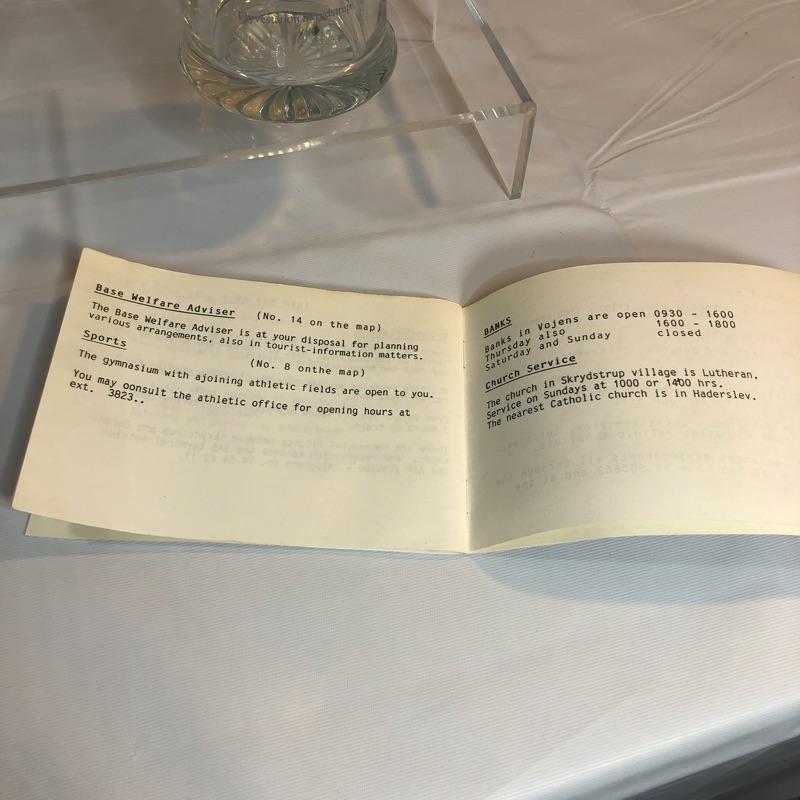 Flyvestation Skrydstrup
Base Welfare Adviser (No. 14 on the map)
The Base Welfare Adviser is at your disposal for planning
various arrangements, also in tourist-information matters.
Sports
(No. 8 onthe map)
The gymnasium with ajoining athletic fields are open to you.
You may consult the athletic office for opening hours at
ext. 3823..
BANKS
Banks in Vojens are open 0930 - 1600
Thursday also 1600 - 1800
Saturday and Sunday closed
Church Service
The church in Skrydstrup village is Lutheran.
Service on Sundays at 1000 or 1400 hrs.
The nearest Catholic church is in Haderslev.